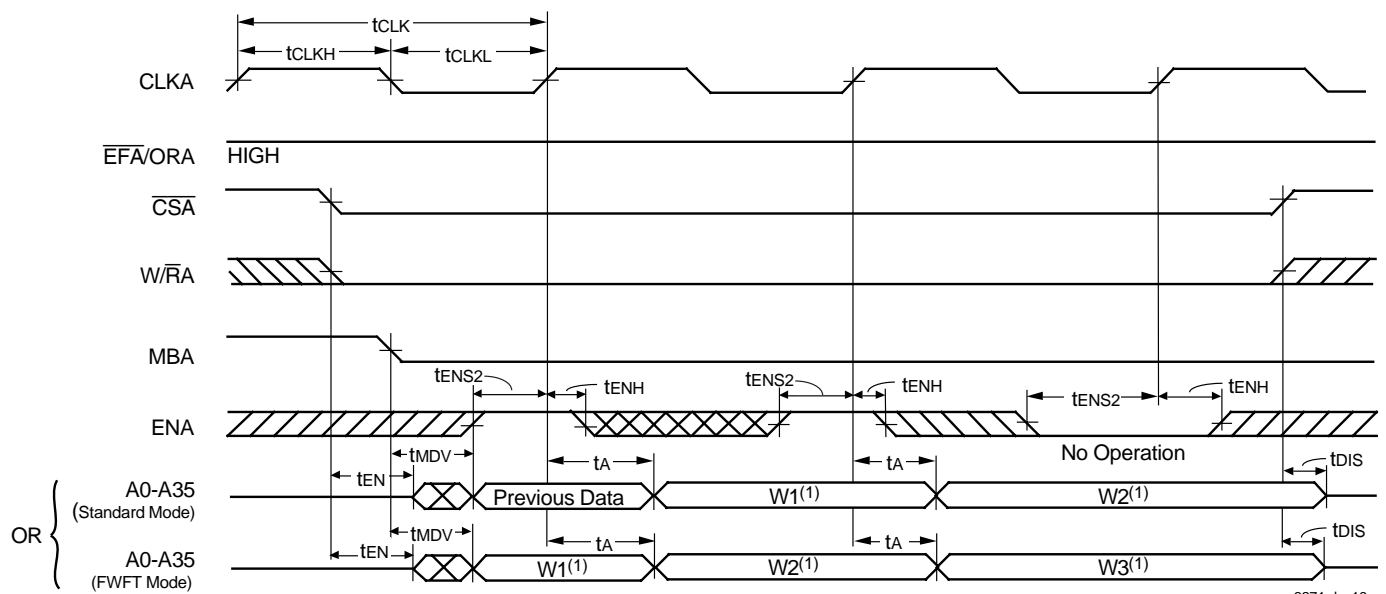 tCLK
tCLKH
tCLKL
CLKA
EFA/ORA HIGH
CSA
W/RA
MBA
tENS2 tENH tENS2 tENH tENS2 tENH
ENA
No Operation
tMDV
tEN tA tA tDIS
A0-A35
(Standard Mode)
Previous Data W1(1) W2(1)
OR
tMDV
tEN tA tA tDIS
A0-A35
(FWFT Mode)
W1(1) W2(1) W3(1)